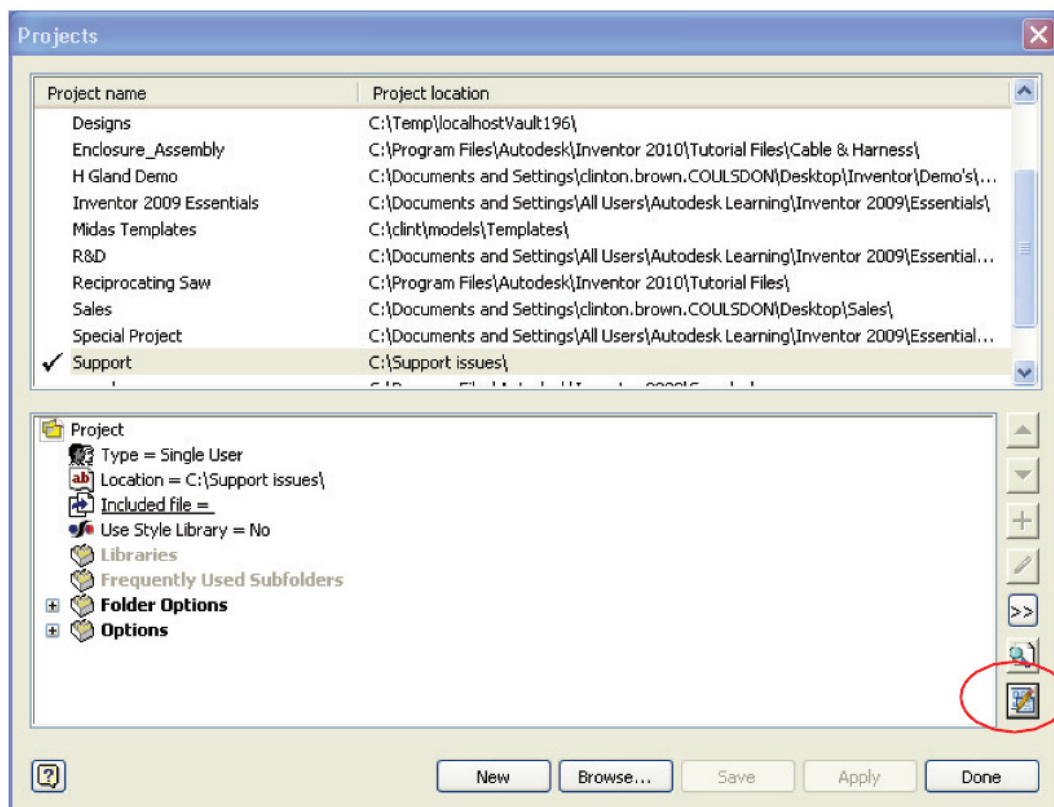 Projects
Project name Project location
Designs C:\Temp\localhostVault196\
Enclosure_Assembly C:\Program Files\Autodesk\Inventor 2010\Tutorial Files\Cable & Harness\
H Gland Demo C:\Documents and Settings\clinton.brown.COULSDON\Desktop\Inventor\Demo's\...
Inventor 2009 Essentials C:\Documents and Settings\All Users\Autodesk Learning\Inventor 2009\Essentials\
Midas Templates C:\clint\models\Templates\
R&D C:\Documents and Settings\All Users\Autodesk Learning\Inventor 2009\Essential...
Reciprocating Saw C:\Program Files\Autodesk\Inventor 2010\Tutorial Files\
Sales C:\Documents and Settings\clinton.brown.COULSDON\Desktop\Sales\
Special Project C:\Documents and Settings\All Users\Autodesk Learning\Inventor 2009\Essential...
Support C:\Support issues\
Project
Type = Single User
ab Location = C:\Support issues\
Included file =
Use Style Library = No
Libraries
Frequently Used Subfolders
Folder Options
Options
>>
New Browse... Save Apply Done